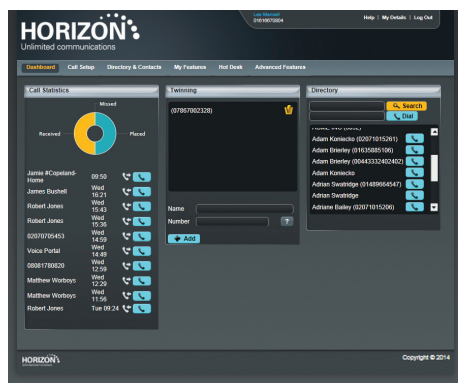 HORIZON
Unlimited communications
Lee Mansell
01616670804
Help | My Details | Log Out
Dashboard Call Setup Directory & Contacts My Features Hot Desk Advanced Features
Call Statistics
Missed
Received
Placed
Jamie #Copeland-
Home
09:50
James Bushell
Wed
16:21
Robert Jones
Wed
15:43
Robert Jones
Wed
15:36
02070705453
Wed
14:59
Voice Portal
Wed
14:49
08081780820
Wed
12:59
Matthew Worboys
Wed
12:29
Matthew Worboys
Wed
11:56
Robert Jones
Tue 09:24
Twinning
(07867002328)
Name
Number
?
Add
Directory
Search
Dial
Adam Koniecko (02071015261)
Adam Brierley (01635885106)
Adam Brierley (00443332402402)
Adam Koniecko
Adrian Swatridge (01489664547)
Adrian Swatridge
Adriane Bailey (02071015206)
HORIZON
Copyright © 2014